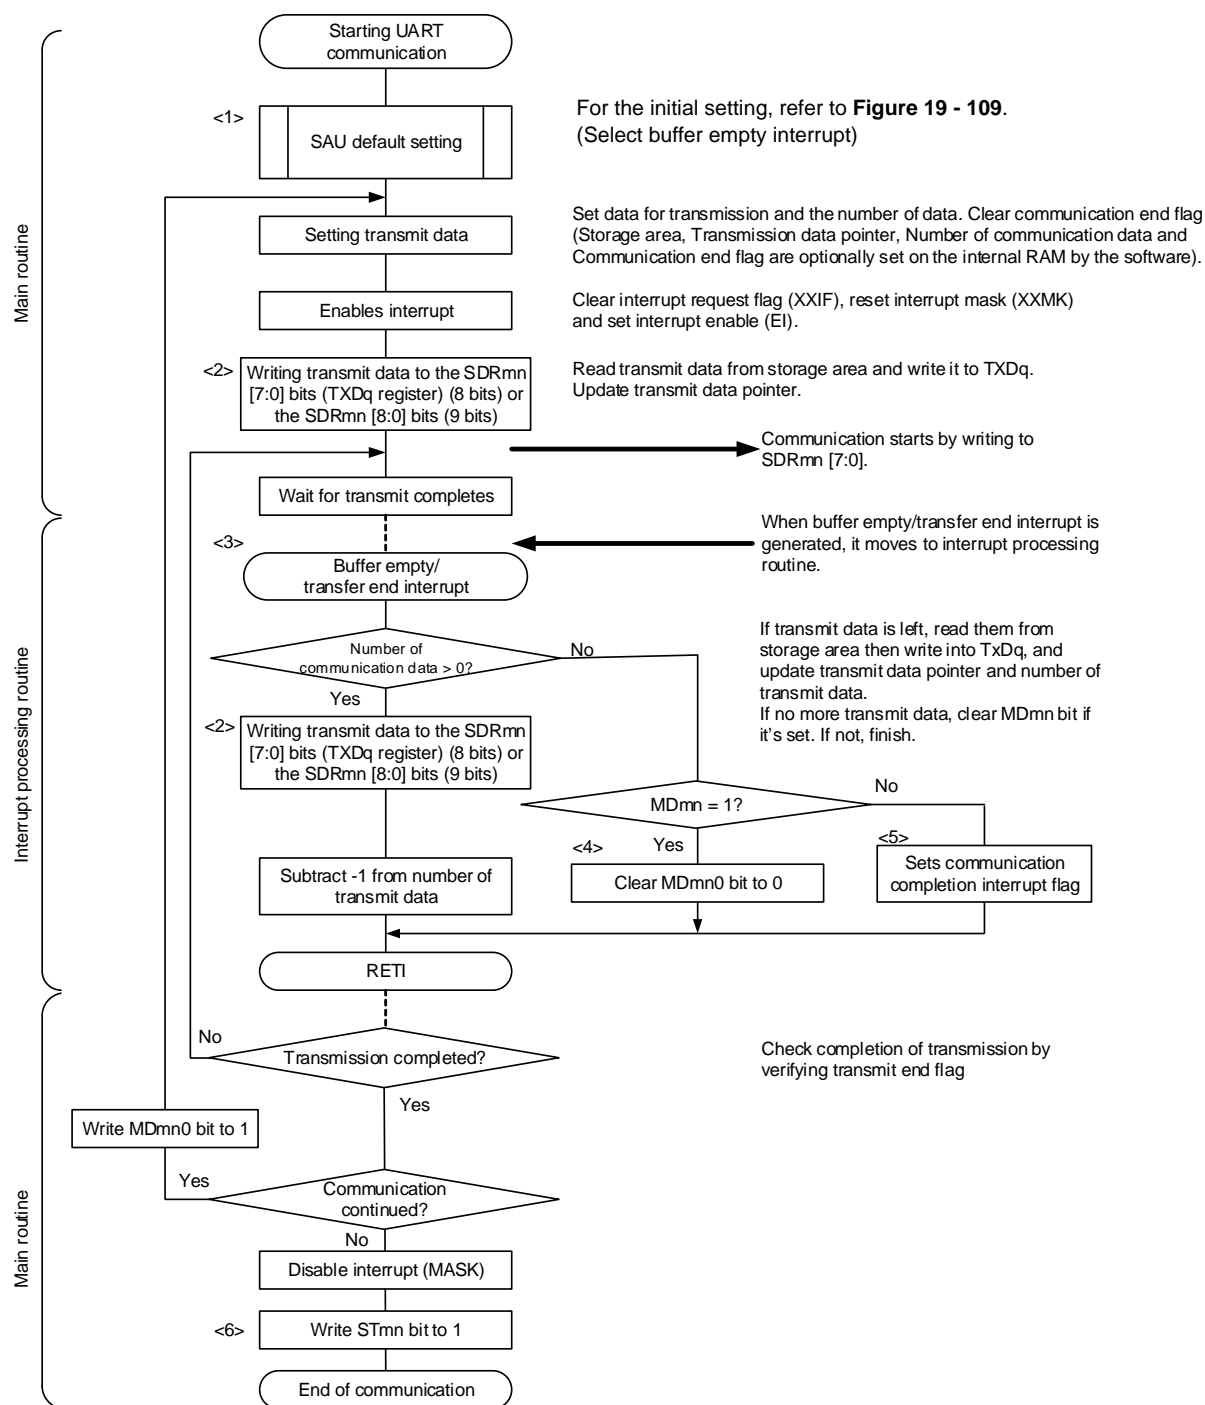 Starting UART
communication
<1>
SAU default setting
For the initial setting, refer to Figure 19 - 109.
(Select buffer empty interrupt)
Main routine
Setting transmit data
Set data for transmission and the number of data. Clear communication end flag
(Storage area, Transmission data pointer, Number of communication data and
Communication end flag are optionally set on the internal RAM by the software).
Enables interrupt
Clear interrupt request flag (XXIF), reset interrupt mask (XXMK)
and set interrupt enable (EI).
<2>
Writing transmit data to the SDRmn
[7:0] bits (TXDq register) (8 bits) or
the SDRmn [8:0] bits (9 bits)
Read transmit data from storage area and write it to TXDq.
Update transmit data pointer.
Communication starts by writing to
SDRmn [7:0].
Wait for transmit completes
When buffer empty/transfer end interrupt is
generated, it moves to interrupt processing
routine.
<3>
Buffer empty/
transfer end interrupt
Interrupt processing routine
Number of
communication data > 0?
No
Yes
If transmit data is left, read them from
storage area then write into TxDq, and
update transmit data pointer and number of
transmit data.
If no more transmit data, clear MDmn bit if
it's set. If not, finish.
<2>
Writing transmit data to the SDRmn
[7:0] bits (TXDq register) (8 bits) or
the SDRmn [8:0] bits (9 bits)
MDmn = 1?
No
Yes
<4>
Clear MDmn0 bit to 0
<5>
Sets communication
completion interrupt flag
Subtract -1 from number of
transmit data
RETI
Main routine
No
Transmission completed?
Yes
Check completion of transmission by
verifying transmit end flag
Write MDmn0 bit to 1
Yes
Communication
continued?
No
Disable interrupt (MASK)
<6>
Write STmn bit to 1
End of communication